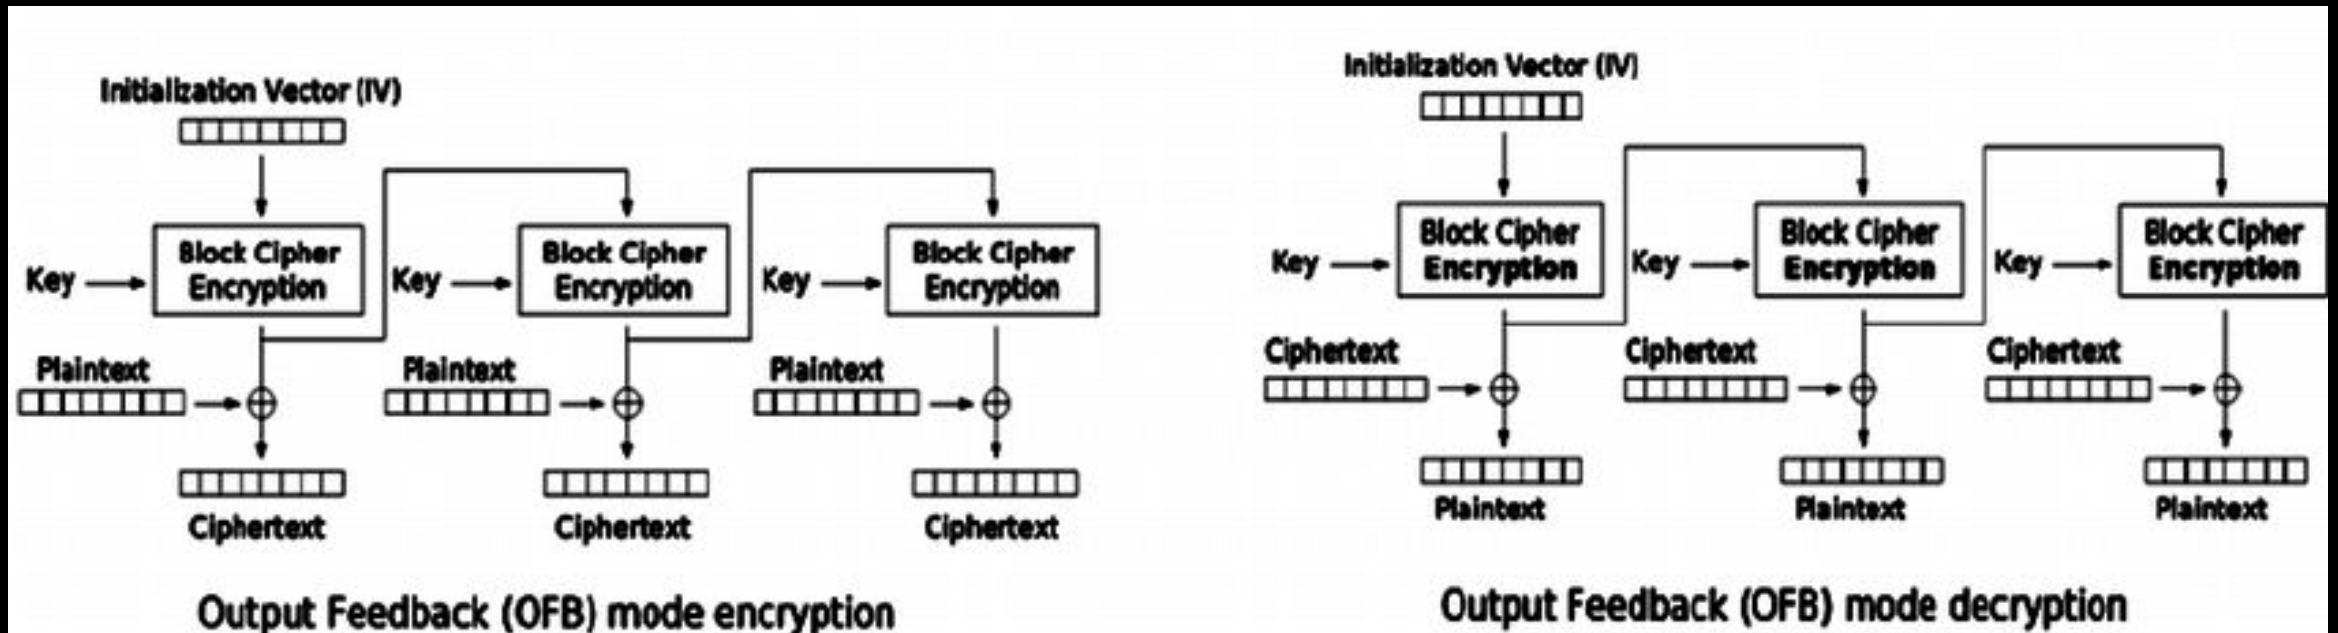 Initialization Vector (IV)
Key
Block Cipher
Encryption
Key
Block Cipher
Encryption
Key
Block Cipher
Encryption
Plaintext
Plaintext
Plaintext
Ciphertext
Ciphertext
Ciphertext
Output Feedback (OFB) mode encryption
Initialization Vector (IV)
Key
Block Cipher
Encryption
Key
Block Cipher
Encryption
Key
Block Cipher
Encryption
Ciphertext
Ciphertext
Ciphertext
Plaintext
Plaintext
Plaintext
Output Feedback (OFB) mode decryption